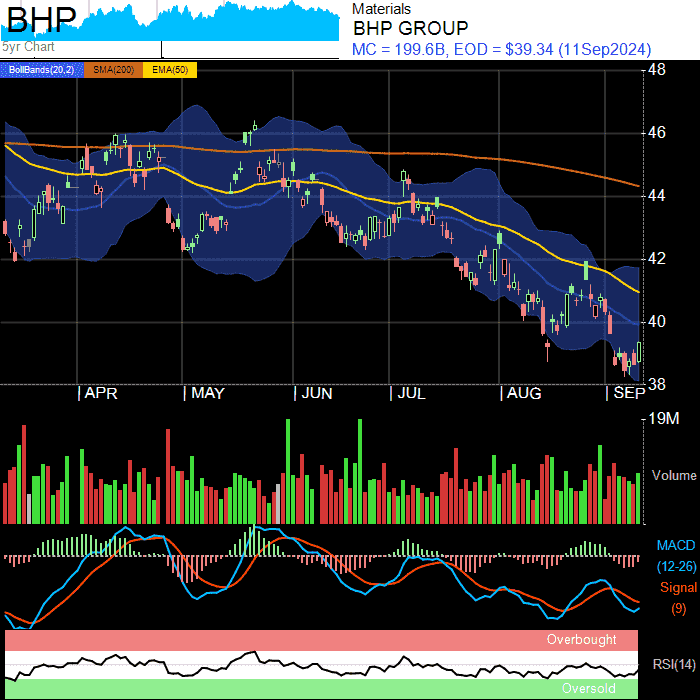 BHP
5yr Chart
Materials
BHP GROUP
MC = 199.6B, EOD = $39.34 (11Sep2024)
BollBands(20,2) SMA(200) EMA(50)
48
46
44
42
40
38
APR MAY JUN JUL AUG SEP
19M
Volume
MACD
(12-26)
Signal
(9)
Overbought
RSI(14)
Oversold